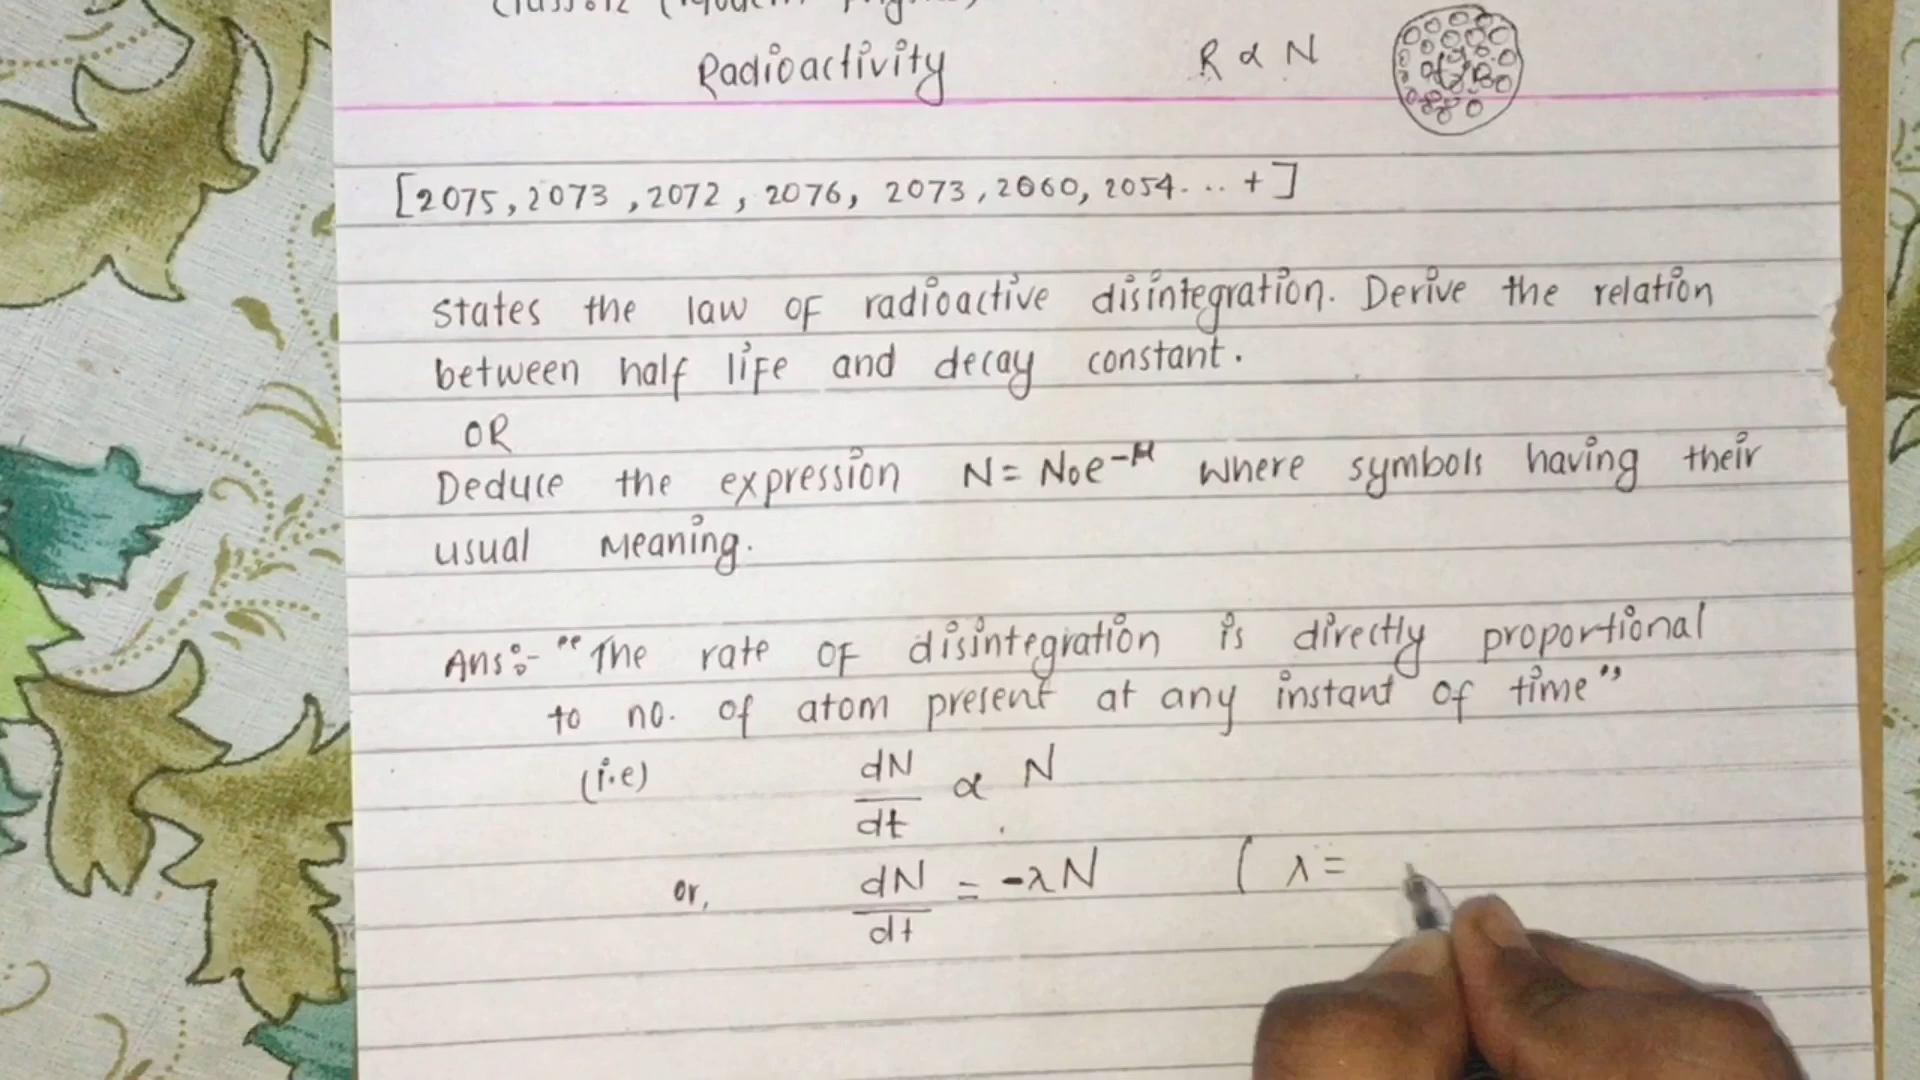 Radioactivity
R ∝ N
[2075, 2073, 2072, 2076, 2073, 2060, 2054. .. + ]
states the law of radioactive disintegration. Derive the relation
between half life and decay constant.
OR
Deduce the expression N = N₀e⁻ where symbols having their
usual Meaning.
Ans:- "The rate of disintegration is directly proportional
to no. of atom present at any instant of time"
(i.e) dN/dt ∝ N
or, dN/dt = -λN ( λ =